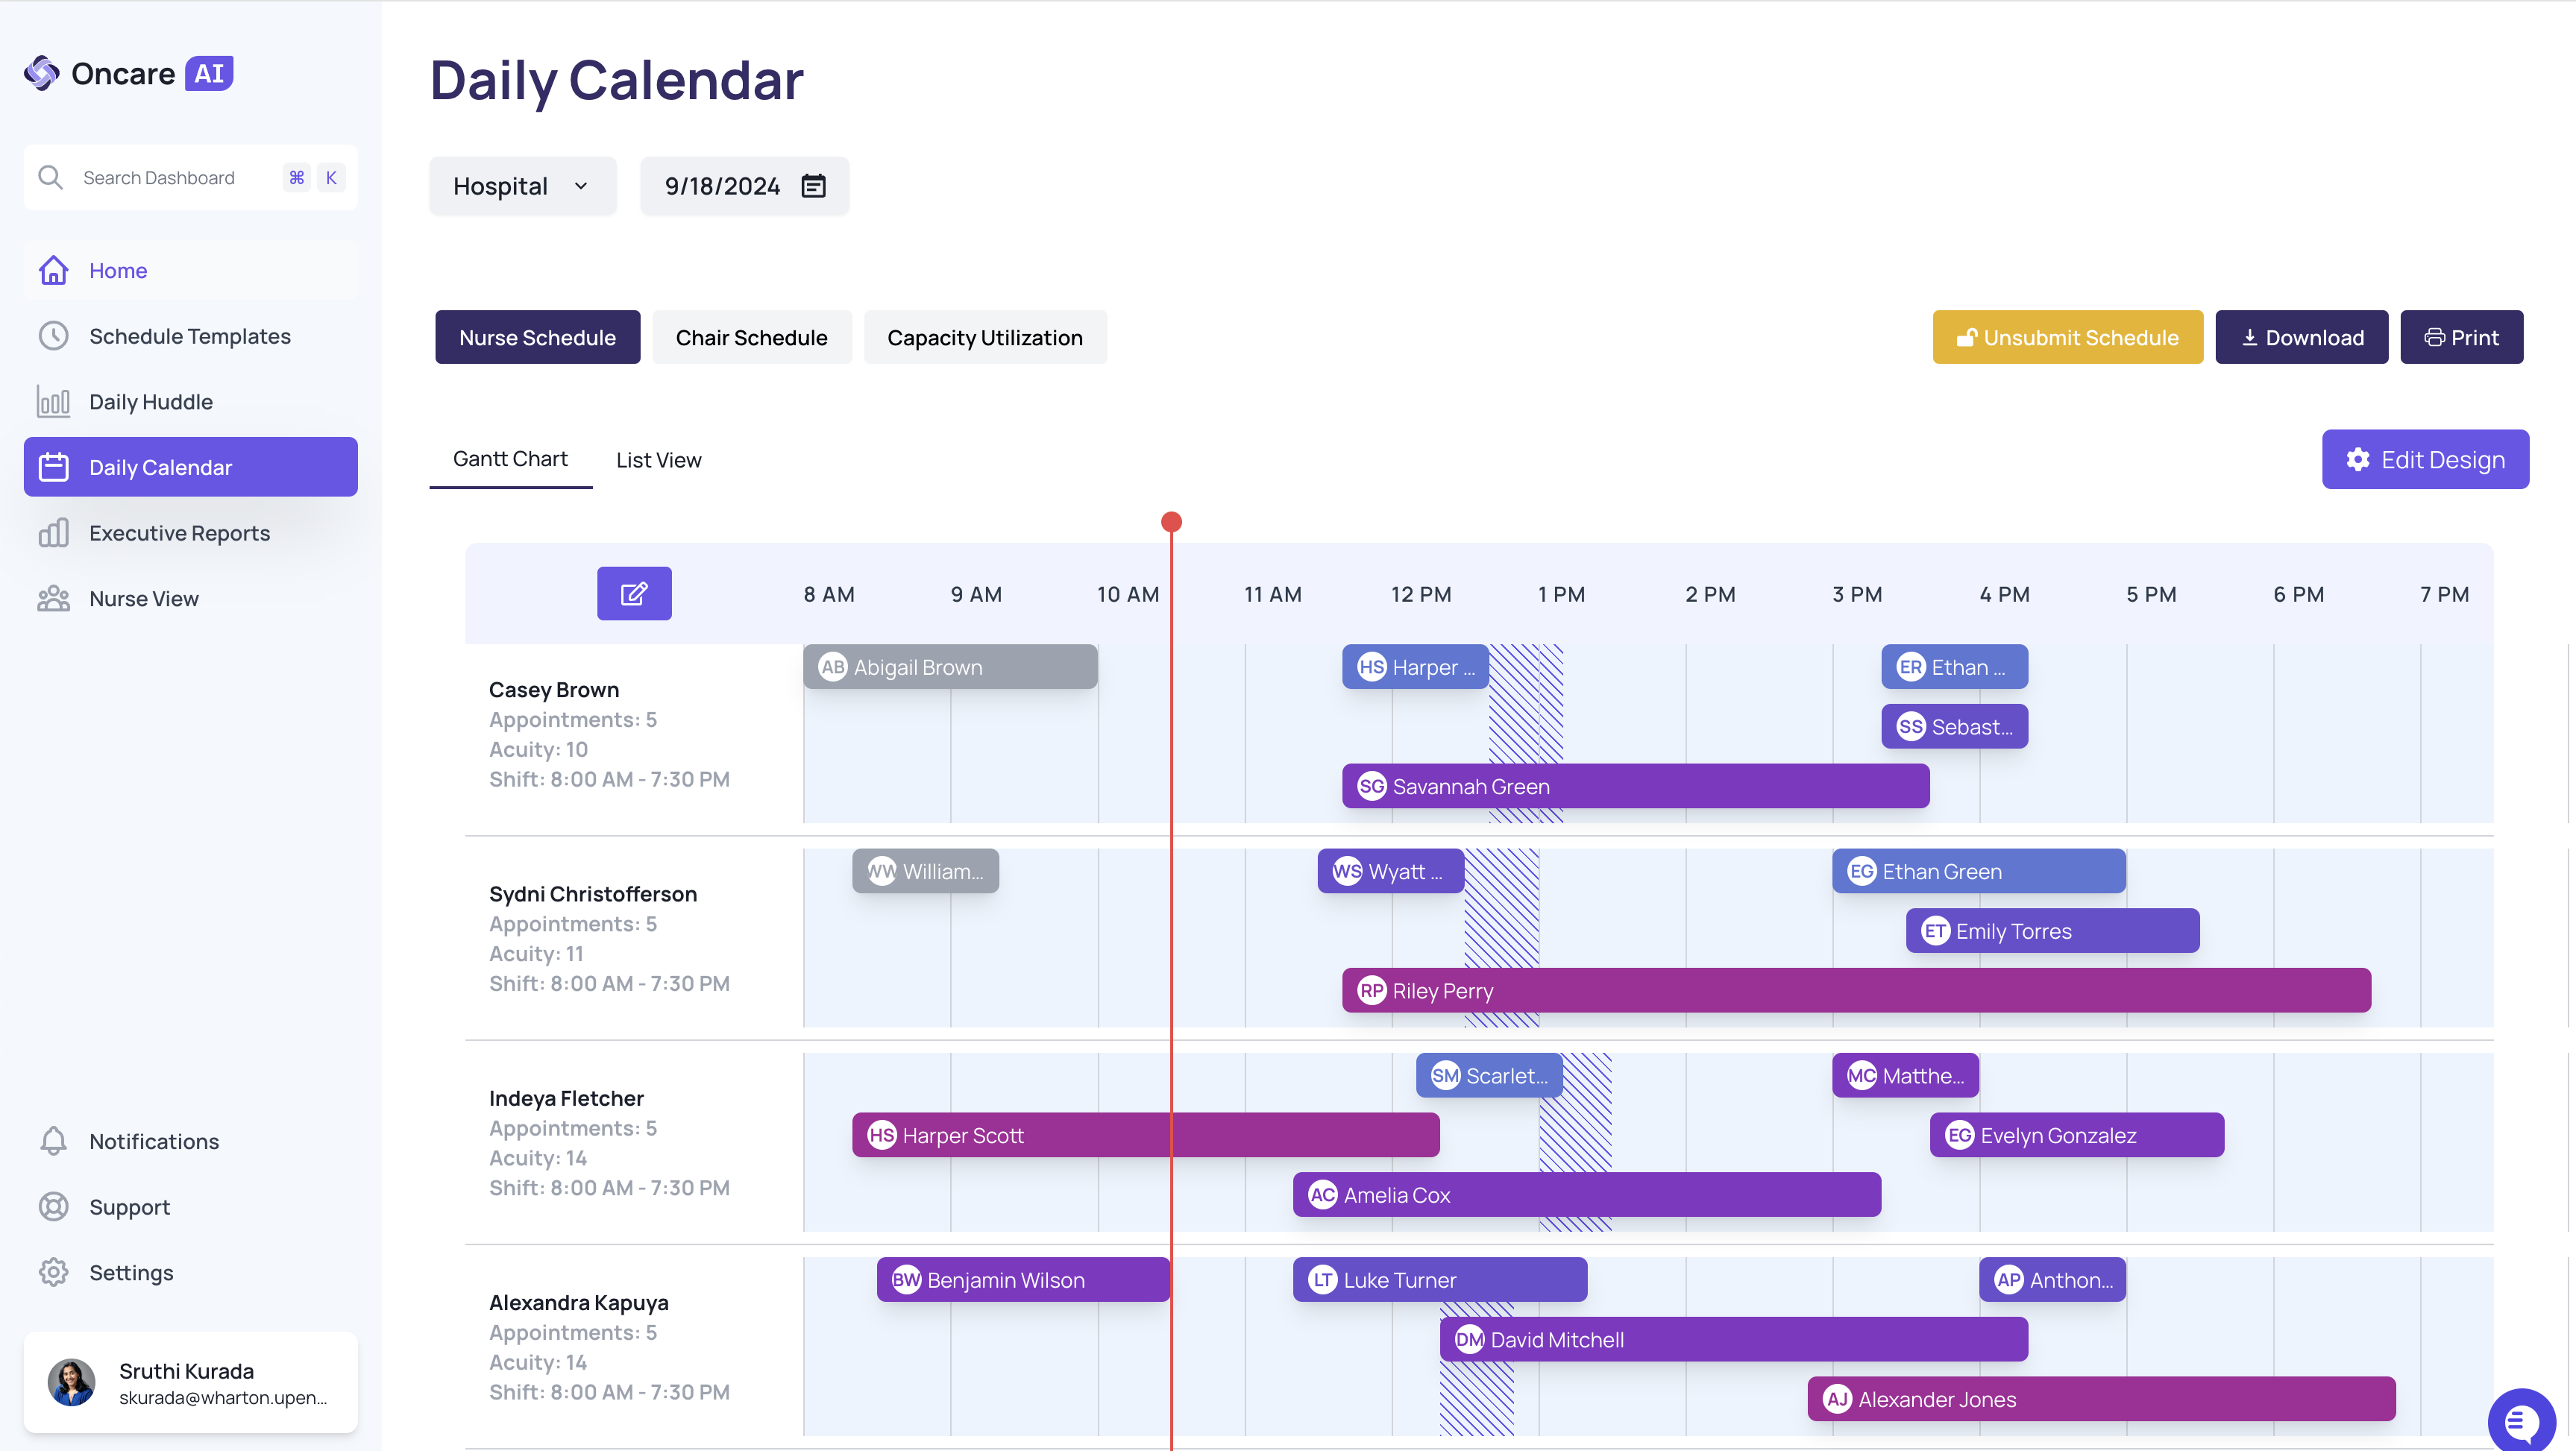 Oncare AI
Search Dashboard ⌘ K
Home
Schedule Templates
Daily Huddle
Daily Calendar
Executive Reports
Nurse View
Notifications
Support
Settings
Sruthi Kurada
skurada@wharton.upen...
Daily Calendar
Hospital 9/18/2024
Nurse Schedule Chair Schedule Capacity Utilization Unsubmit Schedule Download Print
Gantt Chart List View Edit Design
8 AM 9 AM 10 AM 11 AM 12 PM 1 PM 2 PM 3 PM 4 PM 5 PM 6 PM 7 PM
Casey Brown
Appointments: 5
Acuity: 10
Shift: 8:00 AM - 7:30 PM
AB Abigail Brown HS Harper ... ER Ethan ...
SS Sebast...
SG Savannah Green
Sydni Christofferson
Appointments: 5
Acuity: 11
Shift: 8:00 AM - 7:30 PM
WW William... WS Wyatt ... EG Ethan Green
ET Emily Torres
RP Riley Perry
Indeya Fletcher
Appointments: 5
Acuity: 14
Shift: 8:00 AM - 7:30 PM
SM Scarlet... MC Matthe...
HS Harper Scott EG Evelyn Gonzalez
AC Amelia Cox
Alexandra Kapuya
Appointments: 5
Acuity: 14
Shift: 8:00 AM - 7:30 PM
BW Benjamin Wilson LT Luke Turner AP Anthon...
DM David Mitchell
AJ Alexander Jones